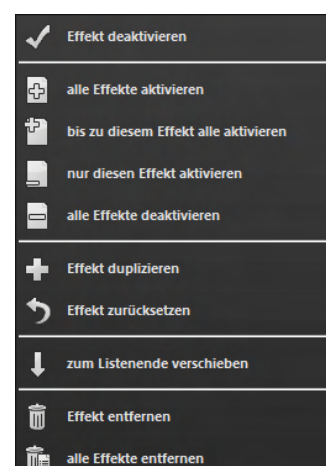 Effekt deaktivieren
alle Effekte aktivieren
bis zu diesem Effekt alle aktivieren
nur diesen Effekt aktivieren
alle Effekte deaktivieren
Effekt duplizieren
Effekt zurücksetzen
zum Listenende verschieben
Effekt entfernen
alle Effekte entfernen